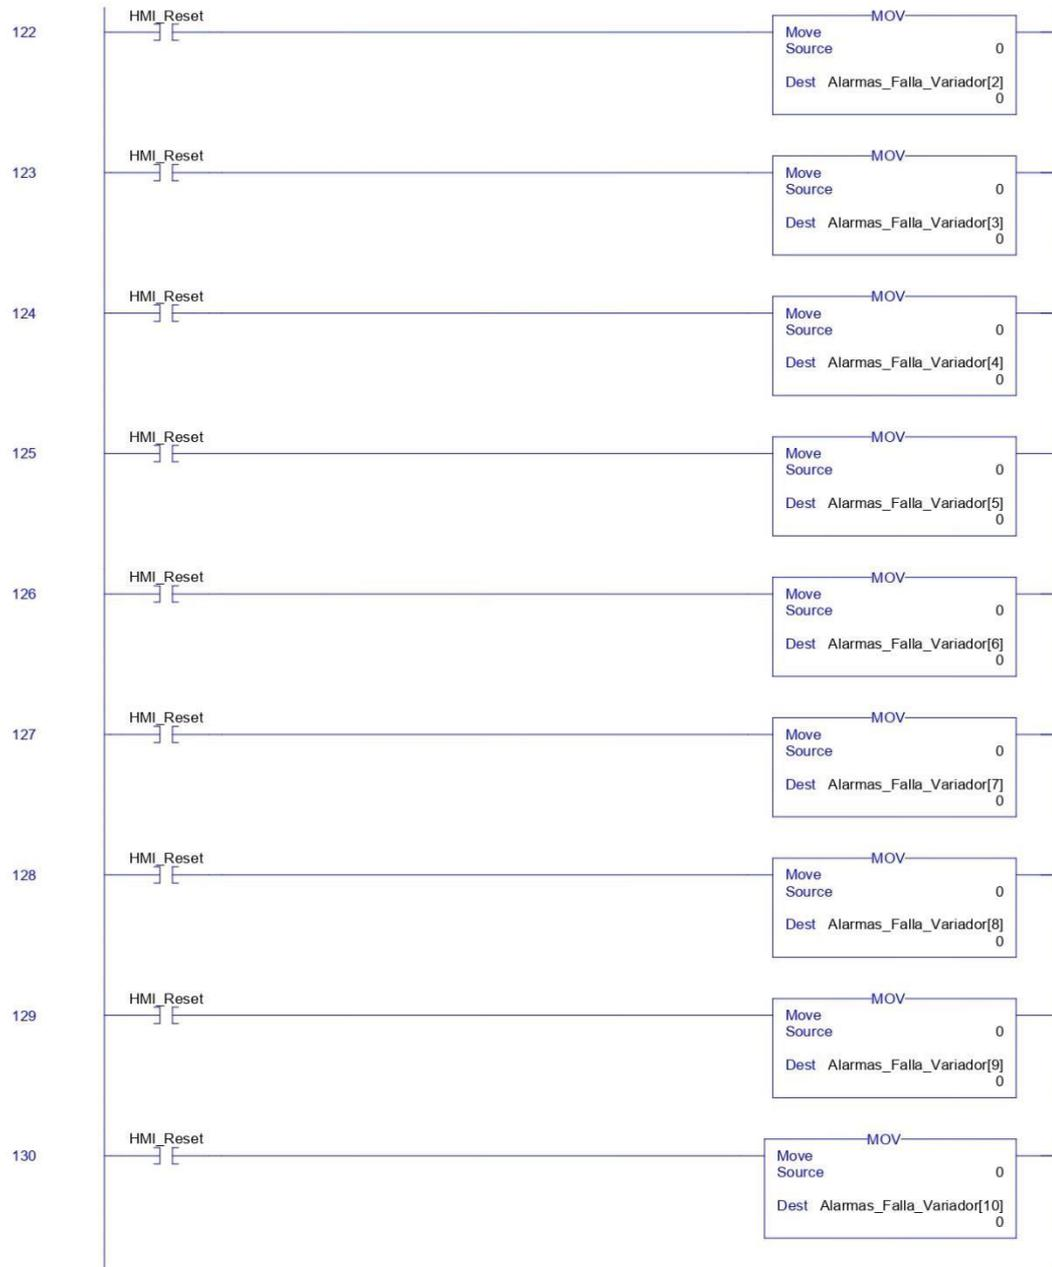 HMI_Reset
MOV
122
Move
Source 0
Dest Alarmas_Falla_Variador[2]
0
HMI_Reset
MOV
123
Move
Source 0
Dest Alarmas_Falla_Variador[3]
0
HMI_Reset
MOV
124
Move
Source 0
Dest Alarmas_Falla_Variador[4]
0
HMI_Reset
MOV
125
Move
Source 0
Dest Alarmas_Falla_Variador[5]
0
HMI_Reset
MOV
126
Move
Source 0
Dest Alarmas_Falla_Variador[6]
0
HMI_Reset
MOV
127
Move
Source 0
Dest Alarmas_Falla_Variador[7]
0
HMI_Reset
MOV
128
Move
Source 0
Dest Alarmas_Falla_Variador[8]
0
HMI_Reset
MOV
129
Move
Source 0
Dest Alarmas_Falla_Variador[9]
0
HMI_Reset
MOV
130
Move
Source 0
Dest Alarmas_Falla_Variador[10]
0